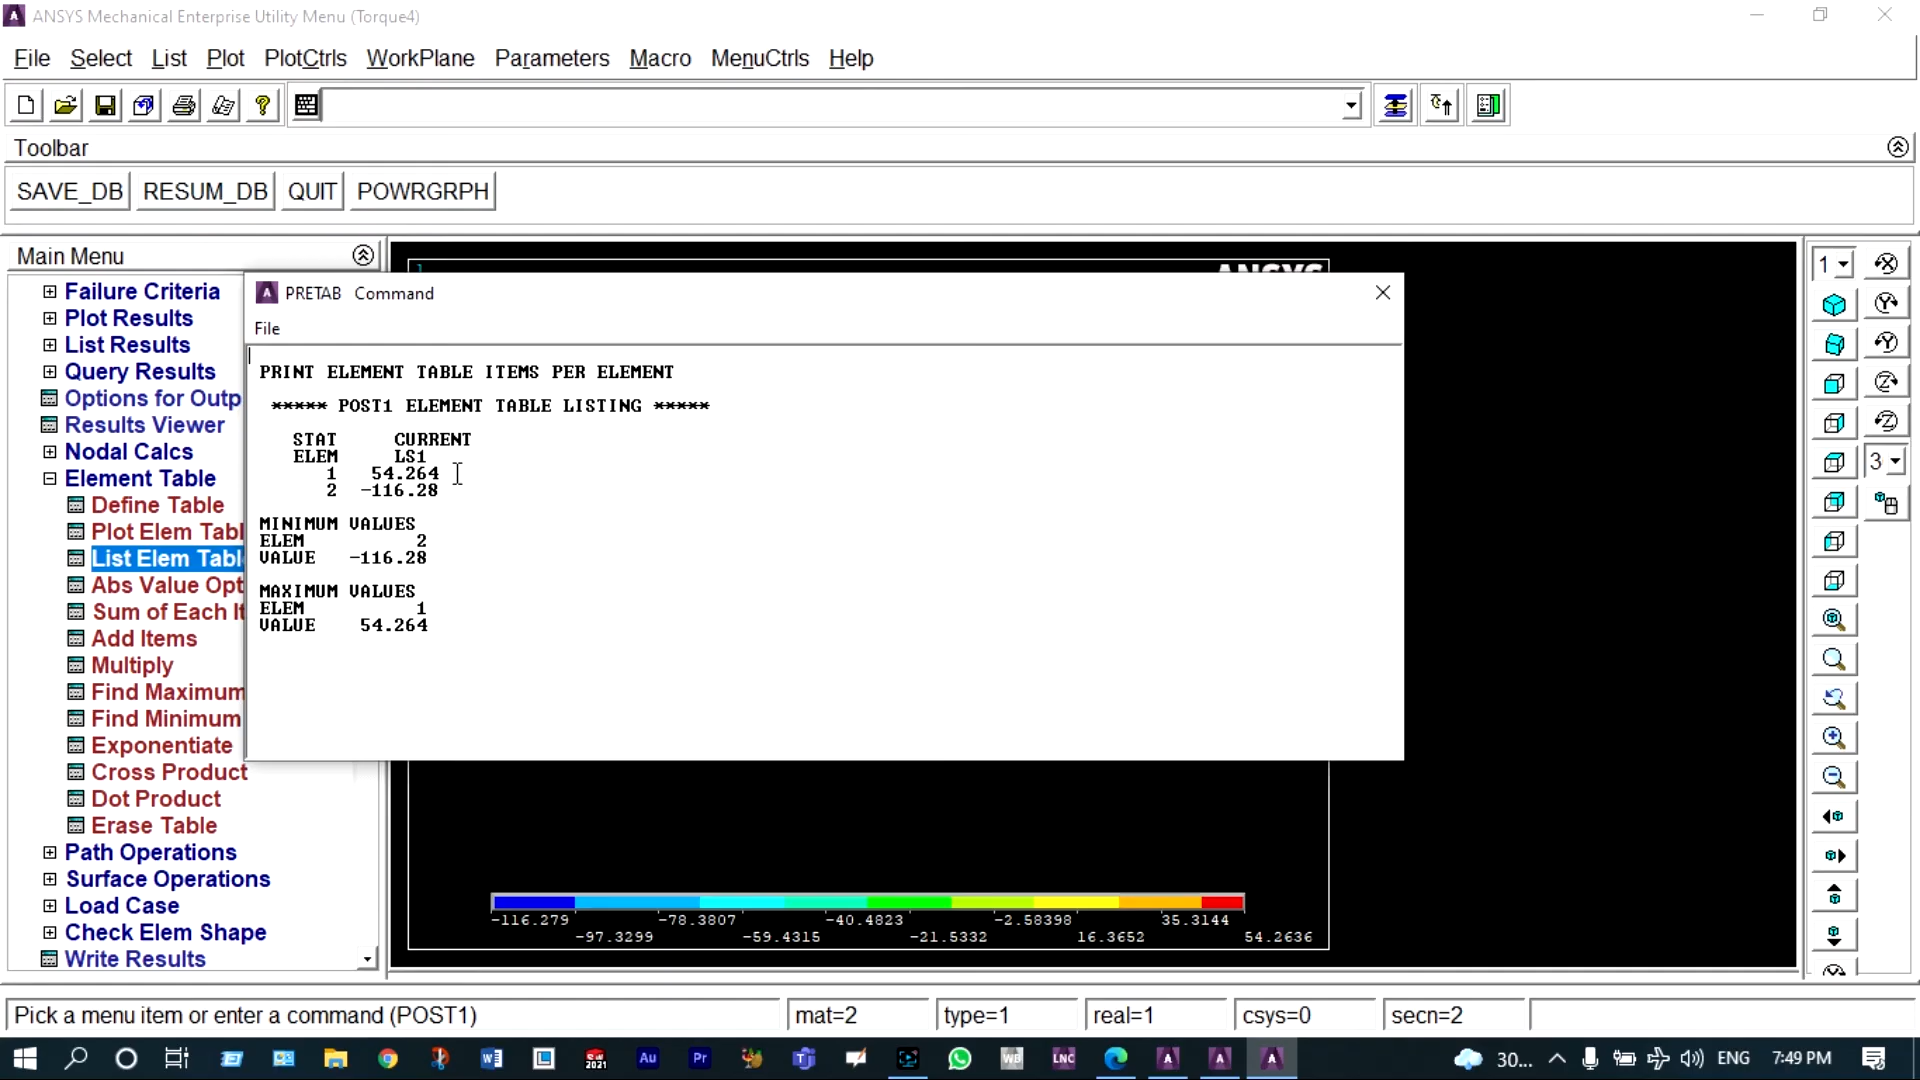 ANSYS Mechanical Enterprise Utility Menu (Torque4)
File Select List Plot PlotCtrls WorkPlane Parameters Macro MenuCtrls Help
Toolbar
SAVE_DB RESUM_DB QUIT POWRGRPH
Main Menu
Failure Criteria
Plot Results
List Results
Query Results
Options for Outp
Results Viewer
Nodal Calcs
Element Table
Define Table
Plot Elem Tabl
List Elem Tabl
Abs Value Opt
Sum of Each It
Add Items
Multiply
Find Maximum
Find Minimum
Exponentiate
Cross Product
Dot Product
Erase Table
Path Operations
Surface Operations
Load Case
Check Elem Shape
Write Results
1
ANSYS
PRETAB Command
File
PRINT ELEMENT TABLE ITEMS PER ELEMENT
***** POST1 ELEMENT TABLE LISTING *****
STAT CURRENT
ELEM LS1
1 54.264
2 -116.28
MINIMUM VALUES
ELEM 2
VALUE -116.28
MAXIMUM VALUES
ELEM 1
VALUE 54.264
-116.279 -78.3807 -40.4823 -2.58398 35.3144
-97.3299 -59.4315 -21.5332 16.3652 54.2636
1
3
Pick a menu item or enter a command (POST1) mat=2 type=1 real=1 csys=0 secn=2
30... ENG 7:49 PM